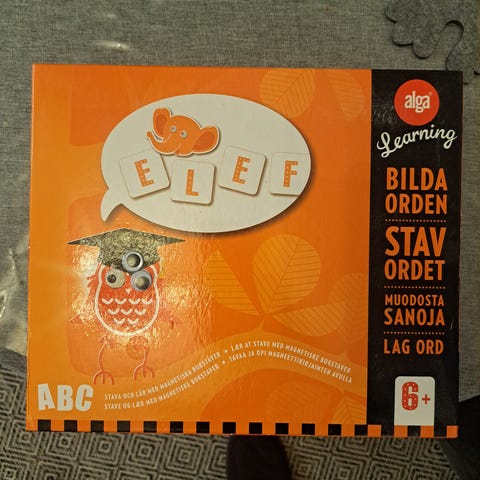 alga
Learning
BILDA
ORDEN
STAV
ORDET
MUODOSTA
SANOJA
LAG ORD
6+
E L E F
ABC
STAVA OCH LÄR MED MAGNETISKA BOKSTÄVER • LÆR AT STAVE MED MAGNETISKE BOGSTAVER
STAVE OG LÆR MED MAGNETISKE BOGSTAVER • TAVAA JA OPI MAGNEETTIKIRJAINTEN AVULLA